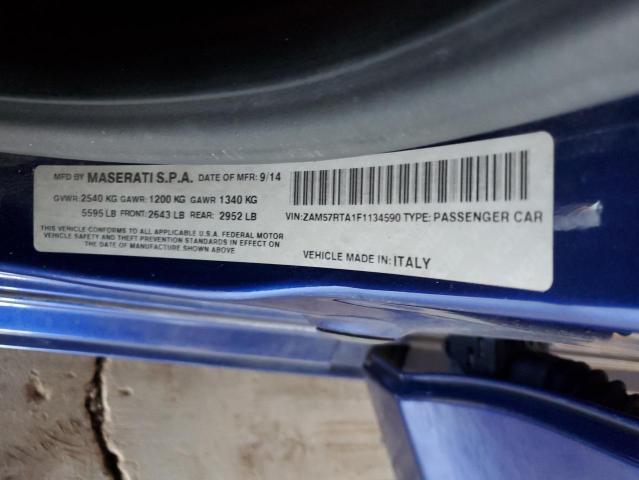 MFD BY MASERATI S.P.A. DATE OF MFR: 9/14
GVWR: 2540 KG GAWR: 1200 KG GAWR 1340 KG
5595 LB FRONT: 2643 LB REAR: 2952 LB
THIS VEHICLE CONFORMS TO ALL APPLICABLE U.S.A. FEDERAL MOTOR
VEHICLE SAFETY AND THEFT PREVENTION STANDARDS IN EFFECT ON
THE DATE OF MANUFACTURE SHOWN ABOVE
VIN: ZAM57RTA1F1134590 TYPE: PASSENGER CAR
VEHICLE MADE IN: ITALY